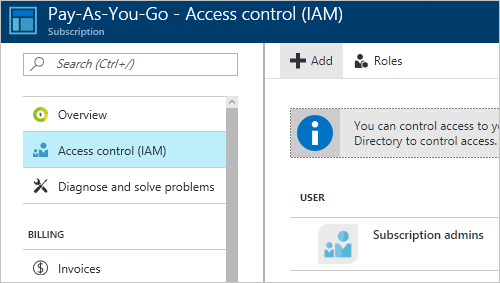 Pay-As-You-Go - Access control (IAM)
Subscription
Search (Ctrl+/)
Overview
Access control (IAM)
Diagnose and solve problems
BILLING
Invoices
Add
Roles
You can control access to
Directory to control access.
USER
Subscription admins